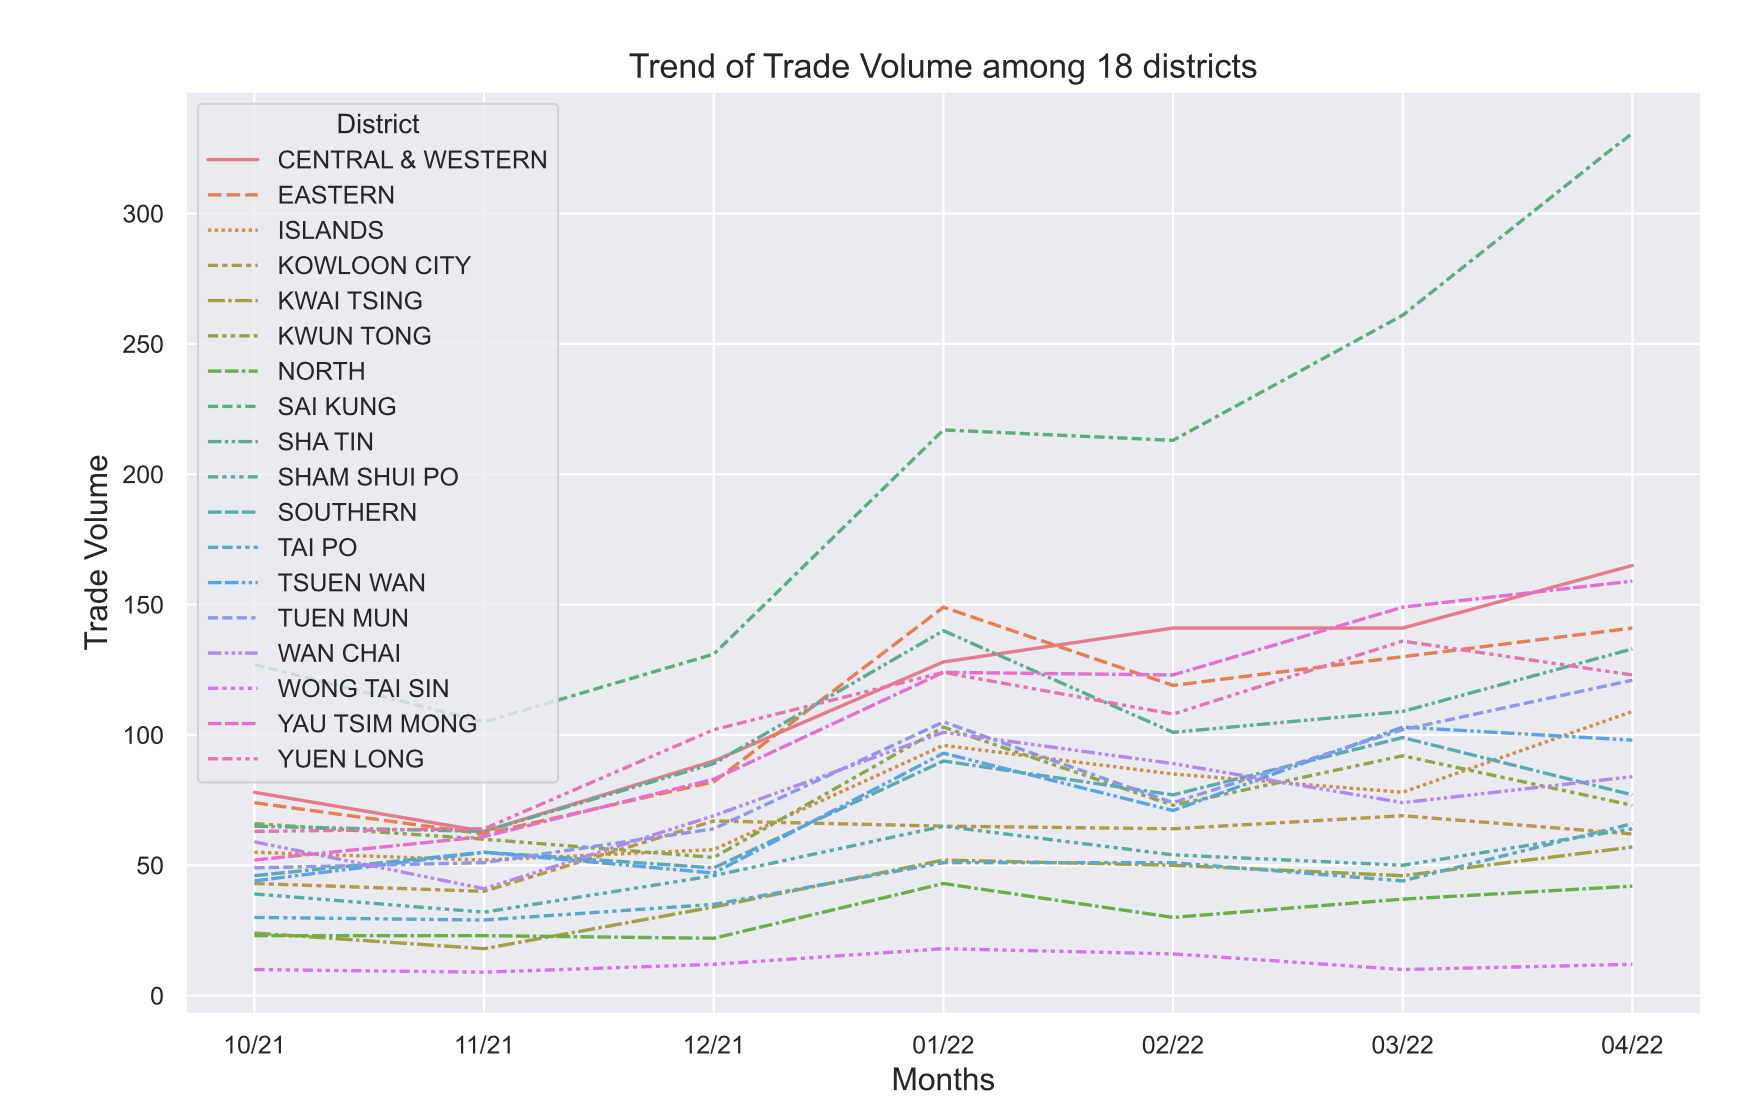 Trend of Trade Volume among 18 districts
District
CENTRAL & WESTERN
EASTERN
ISLANDS
KOWLOON CITY
KWAI TSING
KWUN TONG
NORTH
SAI KUNG
SHA TIN
SHAM SHUI PO
SOUTHERN
TAI PO
TSUEN WAN
TUEN MUN
WAN CHAI
WONG TAI SIN
YAU TSIM MONG
YUEN LONG
Trade Volume
300
250
200
150
100
50
0
10/21 11/21 12/21 01/22 02/22 03/22 04/22
Months